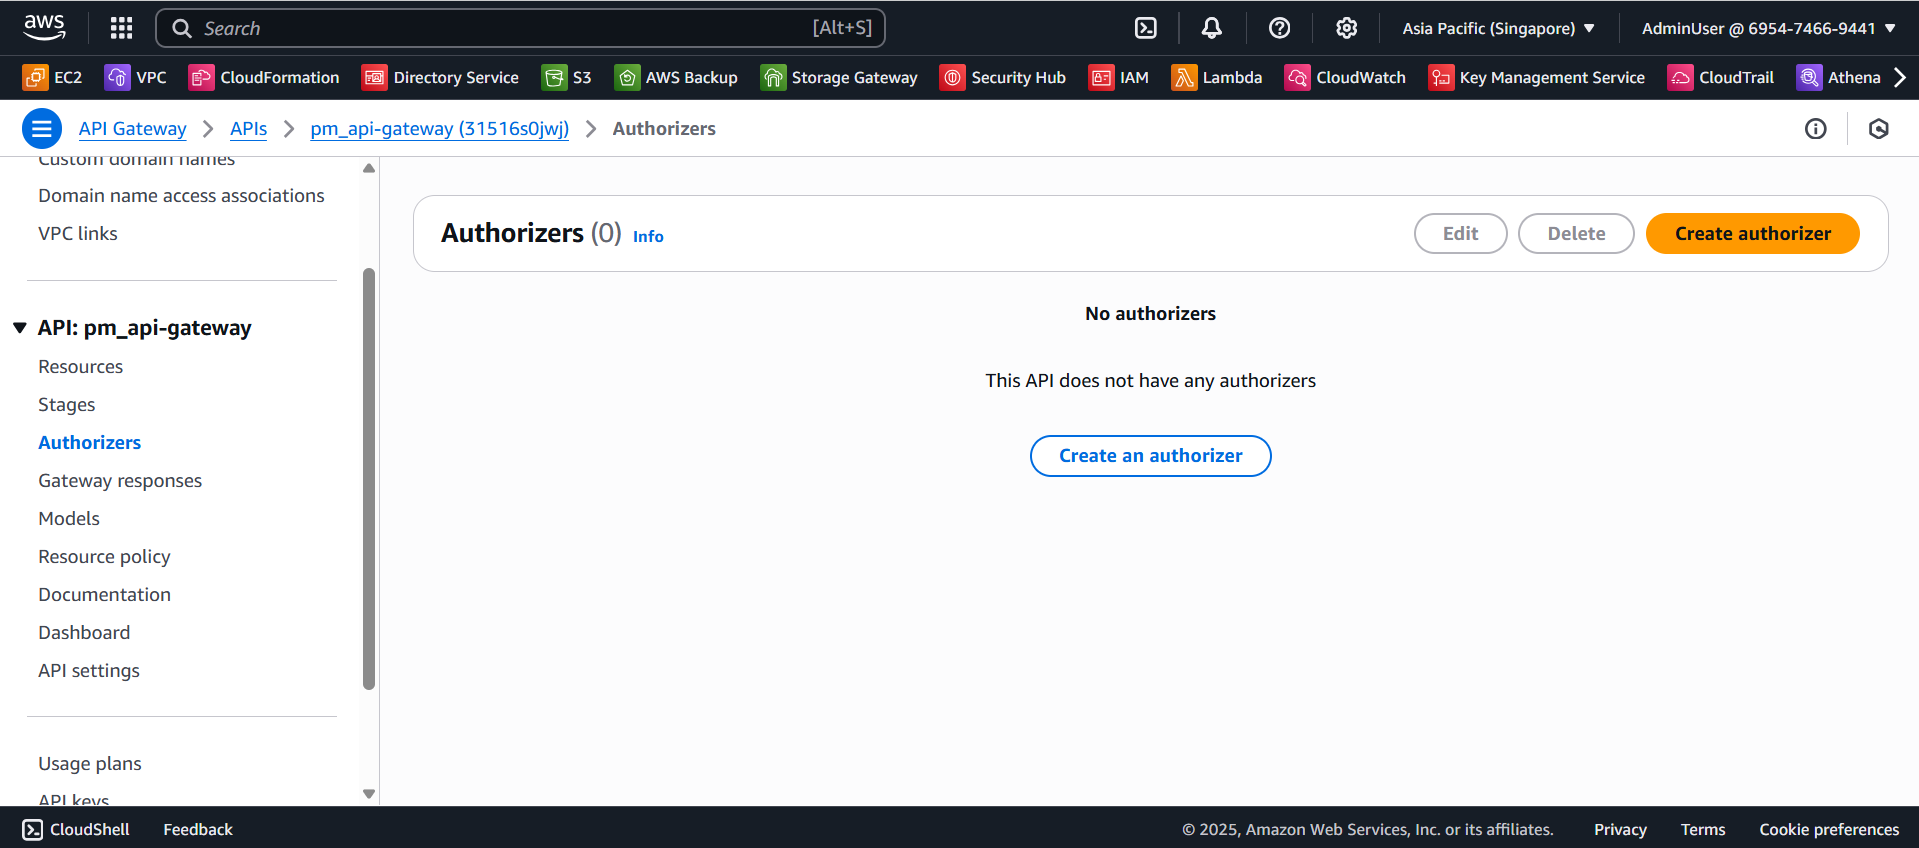 aws
Search [Alt+S]
Asia Pacific (Singapore)
AdminUser @ 6954-7466-9441
EC2 VPC CloudFormation Directory Service S3 AWS Backup Storage Gateway Security Hub IAM Lambda CloudWatch Key Management Service CloudTrail Athena
API Gateway APIs pm_api-gateway (31516s0jwj) Authorizers
Custom domain names
Domain name access associations
VPC links
API: pm_api-gateway
Resources
Stages
Authorizers
Gateway responses
Models
Resource policy
Documentation
Dashboard
API settings
Usage plans
API keys
Authorizers (0) Info
Edit Delete Create authorizer
No authorizers
This API does not have any authorizers
Create an authorizer
CloudShell Feedback © 2025, Amazon Web Services, Inc. or its affiliates. Privacy Terms Cookie preferences